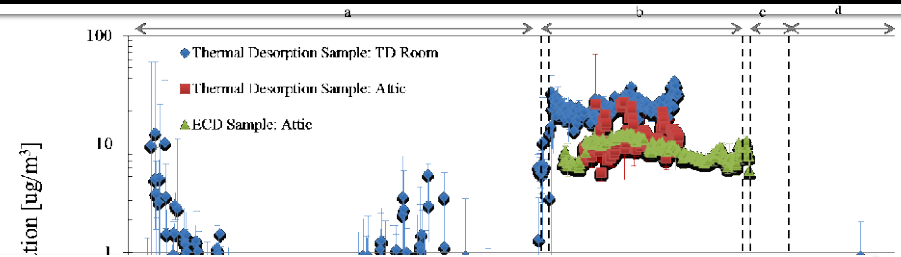 a b c d
100
Thermal Desorption Sample: TD Room
Thermal Desorption Sample: Attic
ECD Sample: Attic
10
tion [ug/m³]
1